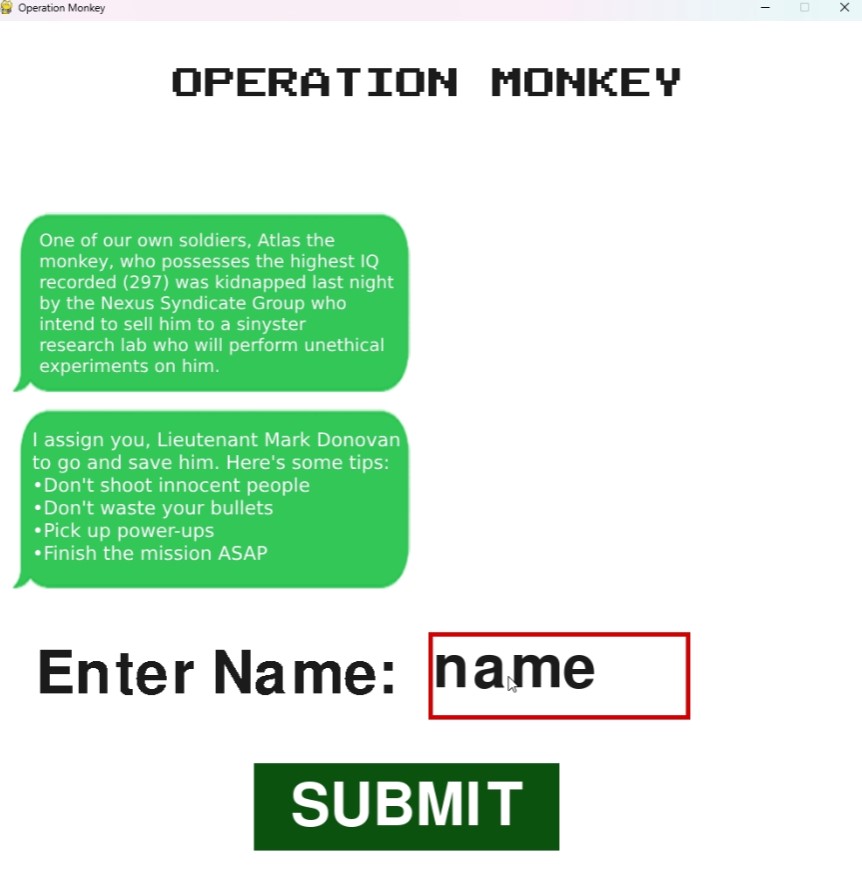 Operation Monkey
OPERATION MONKEY
One of our own soldiers, Atlas the
monkey, who possesses the highest IQ
recorded (297) was kidnapped last night
by the Nexus Syndicate Group who
intend to sell him to a sinyster
research lab who will perform unethical
experiments on him.
I assign you, Lieutenant Mark Donovan
to go and save him. Here's some tips:
•Don't shoot innocent people
•Don't waste your bullets
•Pick up power-ups
•Finish the mission ASAP
Enter Name: name
SUBMIT